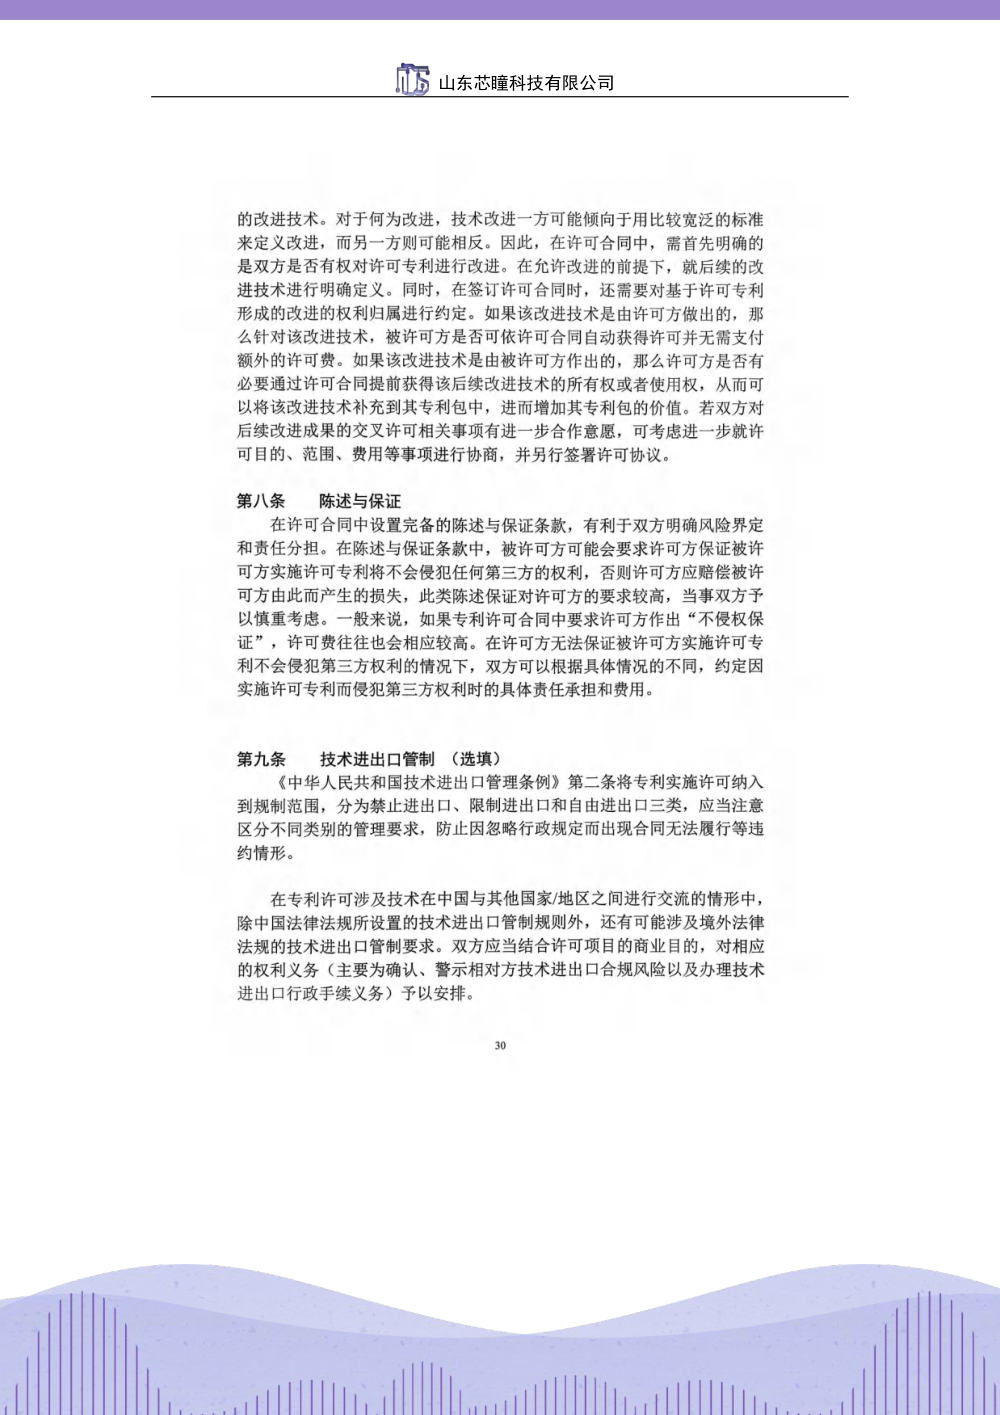 山东芯瞳科技有限公司
的改进技术。对于何为改进，技术改进一方可能倾向于用比较宽泛的标准
来定义改进，而另一方则可能相反。因此，在许可合同中，需首先明确的
是双方是否有权对许可专利进行改进。在允许改进的前提下，就后续的改
进技术进行明确定义。同时，在签订许可合同时，还需要对基于许可专利
形成的改进的权利归属进行约定。如果该改进技术是由许可方做出的，那
么针对该改进技术，被许可方是否可依许可合同自动获得许可并无需支付
额外的许可费。如果该改进技术是由被许可方作出的，那么许可方是否有
必要通过许可合同提前获得该后续改进技术的所有权或者使用权，从而可
以将该改进技术补充到其专利包中，进而增加其专利包的价值。若双方对
后续改进成果的交叉许可相关事项有进一步合作意愿，可考虑进一步就许
可目的、范围、费用等事项进行协商，并另行签署许可协议。
第八条　　陈述与保证
在许可合同中设置完备的陈述与保证条款，有利于双方明确风险界定
和责任分担。在陈述与保证条款中，被许可方可能会要求许可方保证被许
可方实施许可专利将不会侵犯任何第三方的权利，否则许可方应赔偿被许
可方由此而产生的损失，此类陈述保证对许可方的要求较高，当事双方予
以慎重考虑。一般来说，如果专利许可合同中要求许可方作出“不侵权保
证”，许可费往往也会相应较高。在许可方无法保证被许可方实施许可专
利不会侵犯第三方权利的情况下，双方可以根据具体情况的不同，约定因
实施许可专利而侵犯第三方权利时的具体责任承担和费用。
第九条　　技术进出口管制　（选填）
《中华人民共和国技术进出口管理条例》第二条将专利实施许可纳入
到规制范围，分为禁止进出口、限制进出口和自由进出口三类，应当注意
区分不同类别的管理要求，防止因忽略行政规定而出现合同无法履行等违
约情形。
在专利许可涉及技术在中国与其他国家/地区之间进行交流的情形中，
除中国法律法规所设置的技术进出口管制规则外，还有可能涉及境外法律
法规的技术进出口管制要求。双方应当结合许可项目的商业目的，对相应
的权利义务（主要为确认、警示相对方技术进出口合规风险以及办理技术
进出口行政手续义务）予以安排。
30